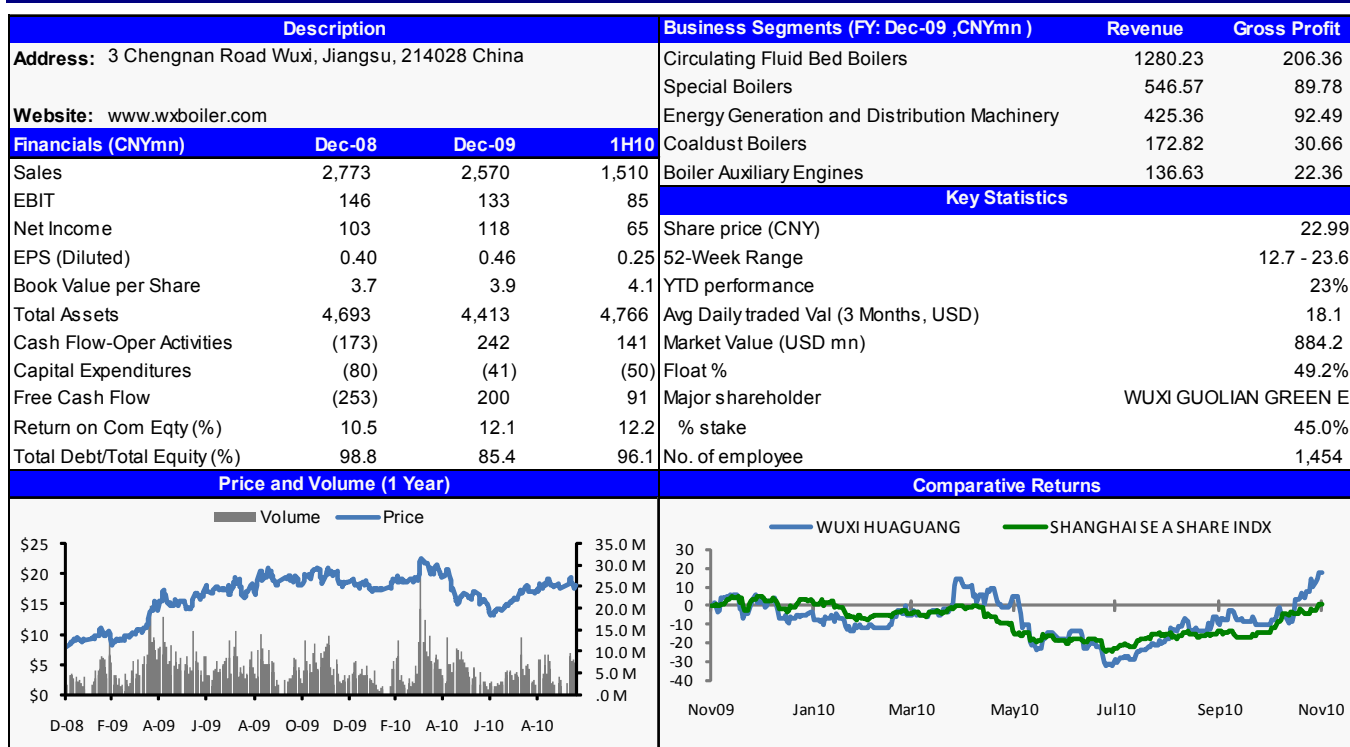 Description
Address: 3 Chengnan Road Wuxi, Jiangsu, 214028 China
Website: www.wxboiler.com
Financials (CNYmn) Dec-08 Dec-09 1H10
Sales 2,773 2,570 1,510
EBIT 146 133 85
Net Income 103 118 65
EPS (Diluted) 0.40 0.46 0.25
Book Value per Share 3.7 3.9 4.1
Total Assets 4,693 4,413 4,766
Cash Flow-Oper Activities (173) 242 141
Capital Expenditures (80) (41) (50)
Free Cash Flow (253) 200 91
Return on Com Eqty (%) 10.5 12.1 12.2
Total Debt/Total Equity (%) 98.8 85.4 96.1
Business Segments (FY: Dec-09 ,CNYmn ) Revenue Gross Profit
Circulating Fluid Bed Boilers 1280.23 206.36
Special Boilers 546.57 89.78
Energy Generation and Distribution Machinery 425.36 92.49
Coaldust Boilers 172.82 30.66
Boiler Auxiliary Engines 136.63 22.36
Key Statistics
Share price (CNY) 22.99
52-Week Range 12.7 - 23.6
YTD performance 23%
Avg Daily traded Val (3 Months, USD) 18.1
Market Value (USD mn) 884.2
Float % 49.2%
Major shareholder WUXI GUOLIAN GREEN E
% stake 45.0%
No. of employee 1,454
Price and Volume (1 Year)
Volume Price
$25 35.0 M
$20 30.0 M
$15 25.0 M
$10 20.0 M
$5 15.0 M
$0 10.0 M
5.0 M
.0 M
D-08 F-09 A-09 J-09 A-09 O-09 D-09 F-10 A-10 J-10 A-10
Comparative Returns
WUXI HUAGUANG SHANGHAI SE A SHARE INDX
30
20
10
0
-10
-20
-30
-40
Nov09 Jan10 Mar10 May10 Jul10 Sep10 Nov10